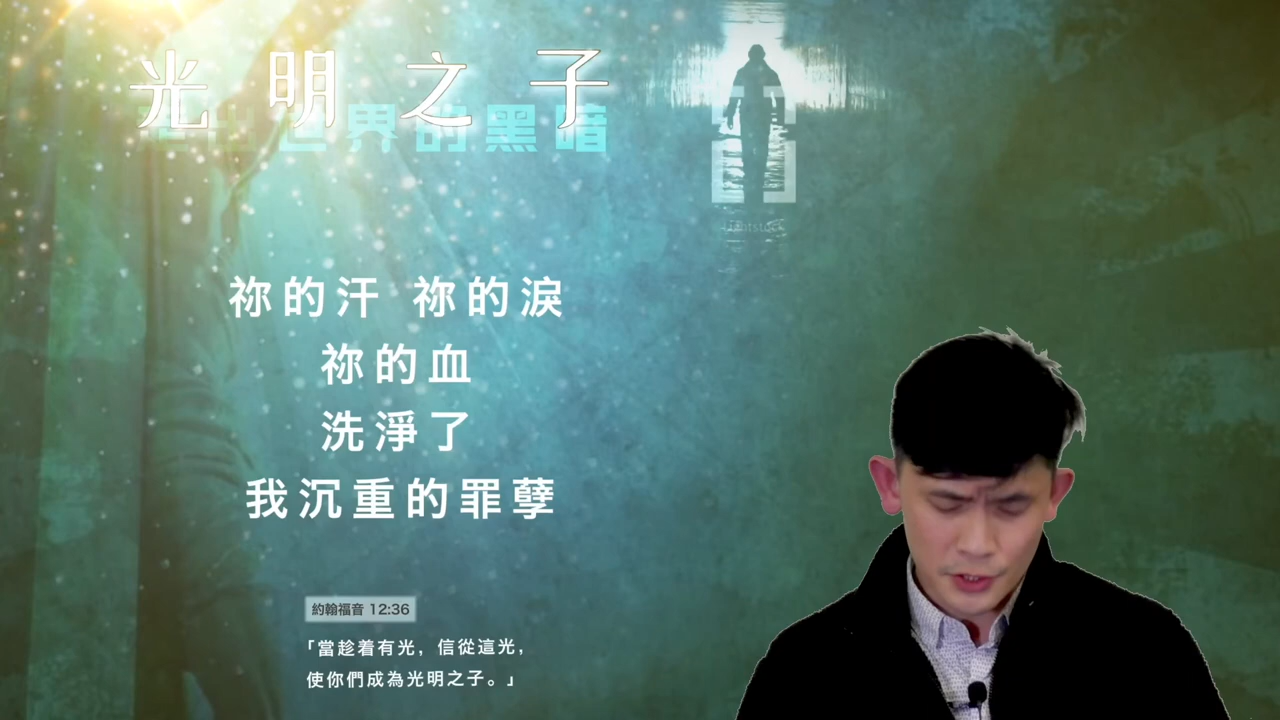 光明之子
世界的黑暗
祢的汗 祢的淚
祢的血
洗淨了
我沉重的罪孽
約翰福音 12:36
「當趁着有光，信從這光，
使你們成為光明之子。」